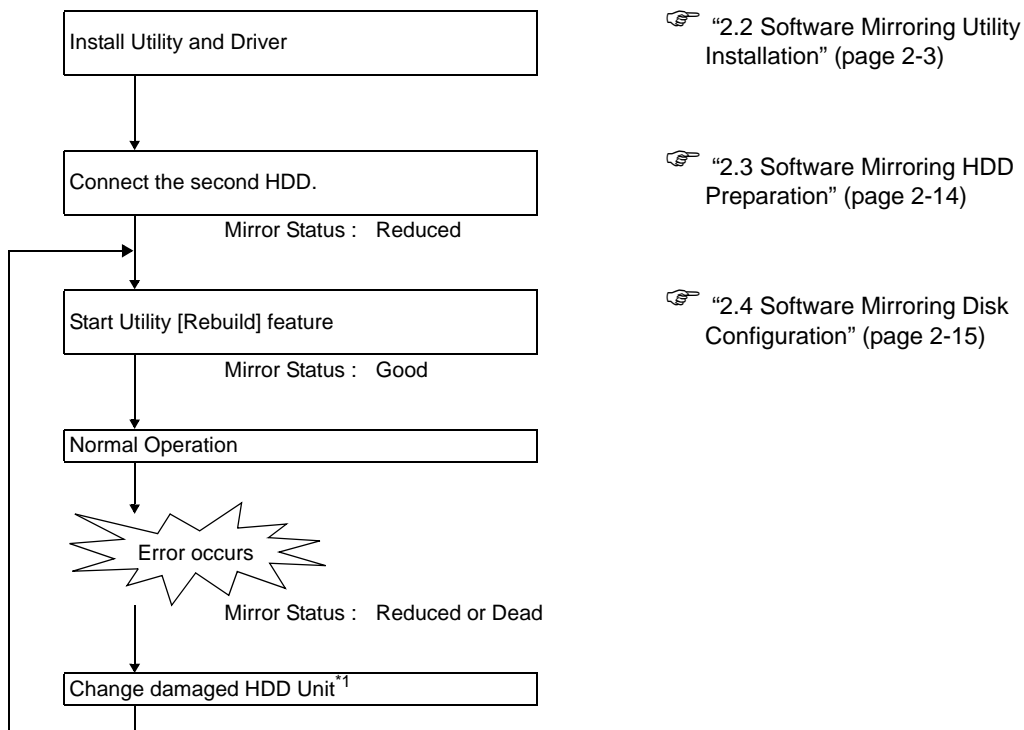 Install Utility and Driver
☞ “2.2 Software Mirroring Utility
Installation” (page 2-3)
Connect the second HDD.
☞ “2.3 Software Mirroring HDD
Preparation” (page 2-14)
Mirror Status : Reduced
Start Utility [Rebuild] feature
☞ “2.4 Software Mirroring Disk
Configuration” (page 2-15)
Mirror Status : Good
Normal Operation
Error occurs
Mirror Status : Reduced or Dead
Change damaged HDD Unit*1